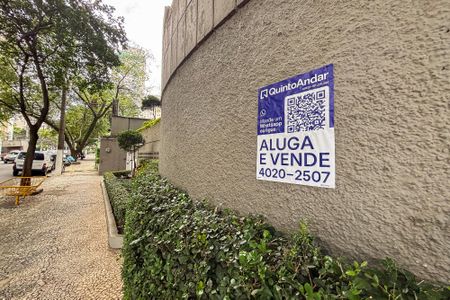 QuintoAndar
ALUGA
E VENDE
4020-2507